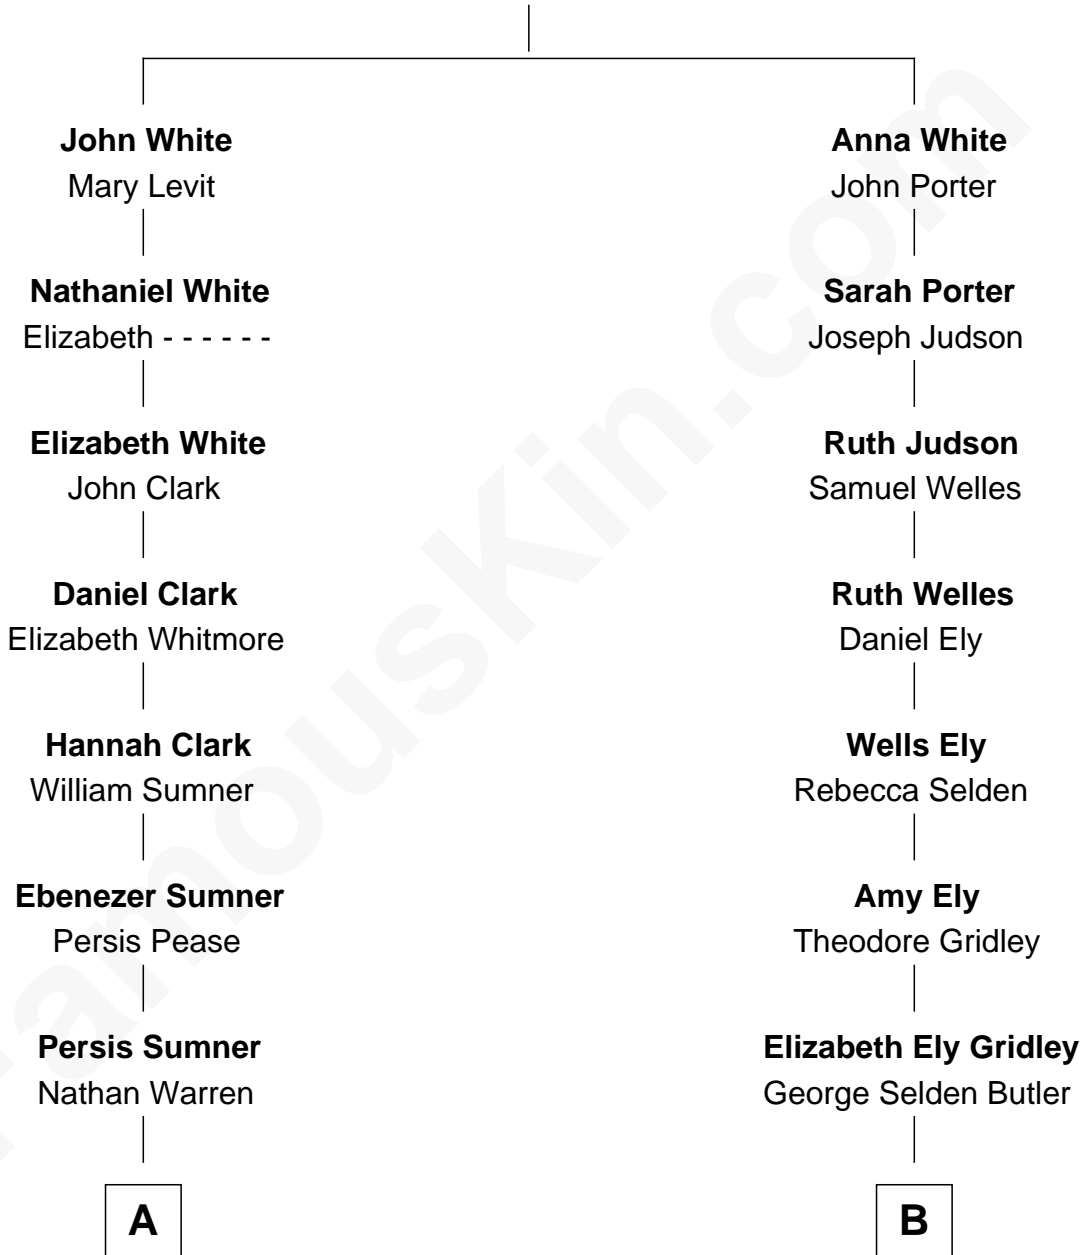 John White
Mary Levit
Anna White
John Porter
Nathaniel White
Elizabeth - - - - - -
Sarah Porter
Joseph Judson
Elizabeth White
John Clark
Ruth Judson
Samuel Welles
Daniel Clark
Elizabeth Whitmore
Ruth Welles
Daniel Ely
Hannah Clark
William Sumner
Wells Ely
Rebecca Selden
Ebenezer Sumner
Persis Pease
Amy Ely
Theodore Gridley
Persis Sumner
Nathan Warren
Elizabeth Ely Gridley
George Selden Butler
A
B
FamousKin.com